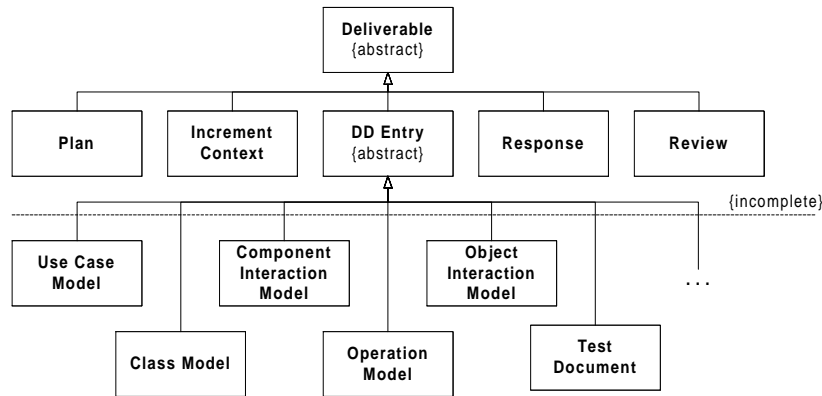 Deliverable
{abstract}
Plan
Increment
Context
DD Entry
{abstract}
Response
Review
{incomplete}
Use Case
Model
Component
Interaction
Model
Object
Interaction
Model
...
Class Model
Operation
Model
Test
Document